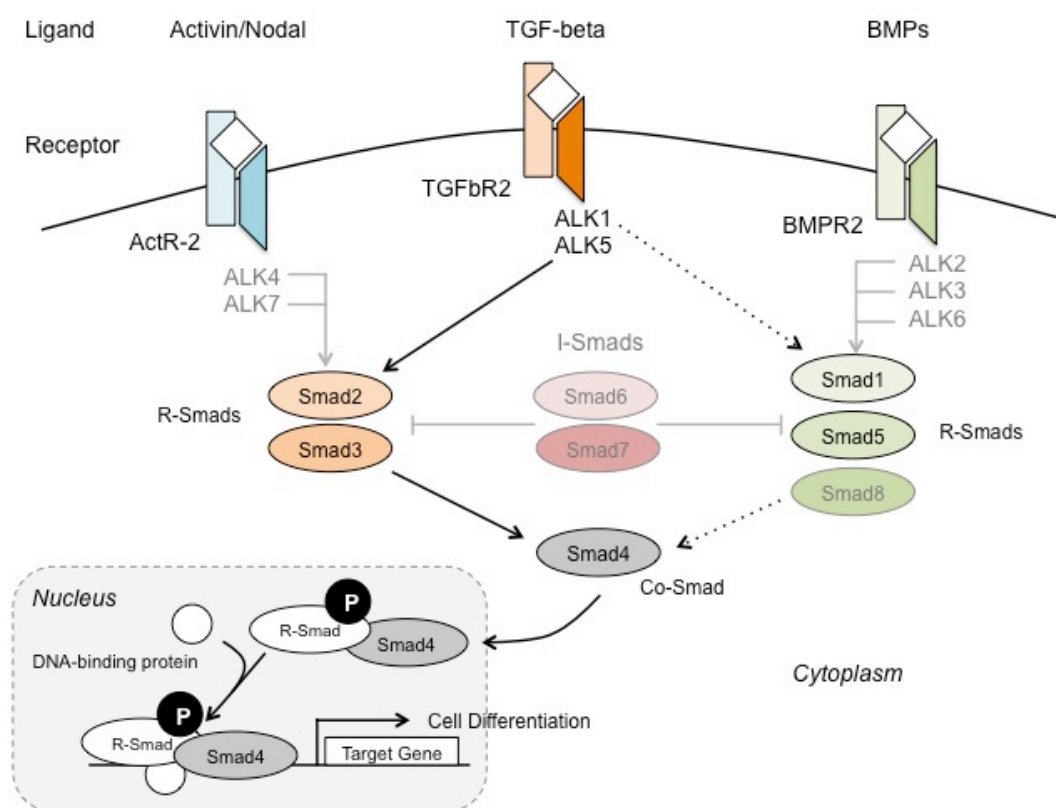 Ligand
Activin/Nodal
TGF-beta
BMPs
Receptor
TGFbR2
ActR-2
BMPR2
ALK1
ALK5
ALK4
ALK7
ALK2
ALK3
ALK6
I-Smads
Smad2
Smad6
Smad1
R-Smads
Smad3
Smad7
Smad5
R-Smads
Smad8
Smad4
Co-Smad
Nucleus
P
R-Smad
Smad4
DNA-binding protein
Cytoplasm
P
R-Smad
Smad4
Cell Differentiation
Target Gene